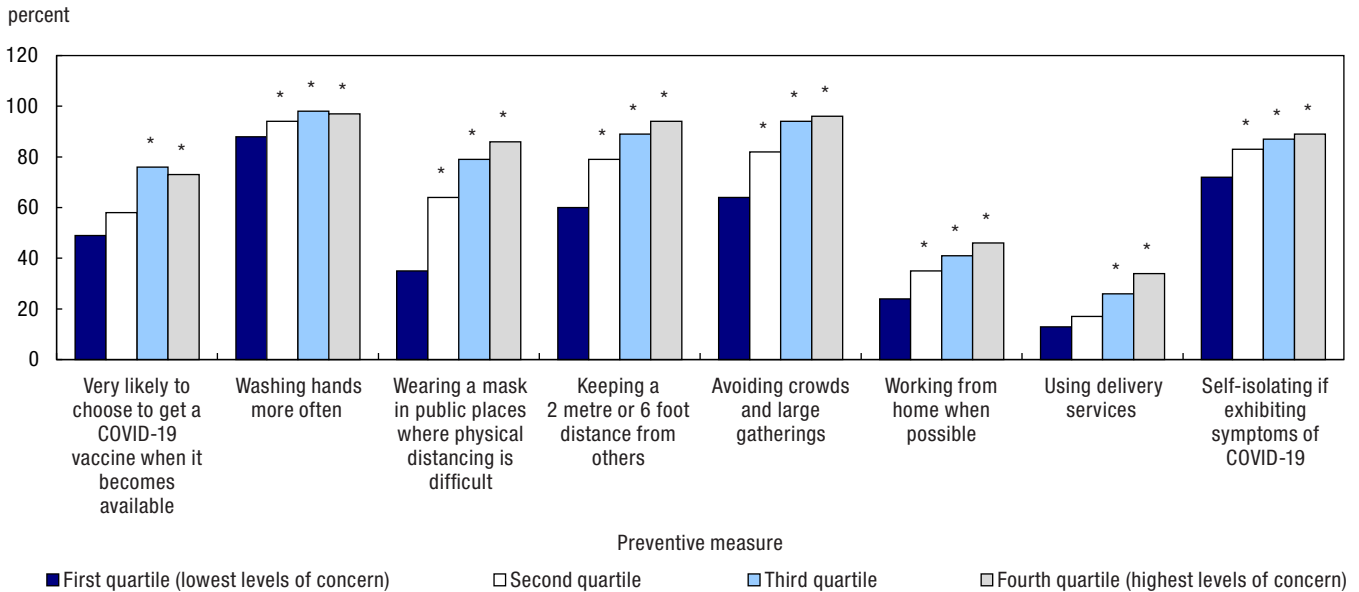 percent
120
100
80
60
40
20
0
* * * * * * * * * * * * * * * * * * * * * *
Very likely to
choose to get a
COVID-19
vaccine when it
becomes
available
Washing hands
more often
Wearing a mask
in public places
where physical
distancing is
difficult
Keeping a
2 metre or 6 foot
distance from
others
Avoiding crowds
and large
gatherings
Working from
home when
possible
Using delivery
services
Self-isolating if
exhibiting
symptoms of
COVID-19
Preventive measure
First quartile (lowest levels of concern)
Second quartile
Third quartile
Fourth quartile (highest levels of concern)